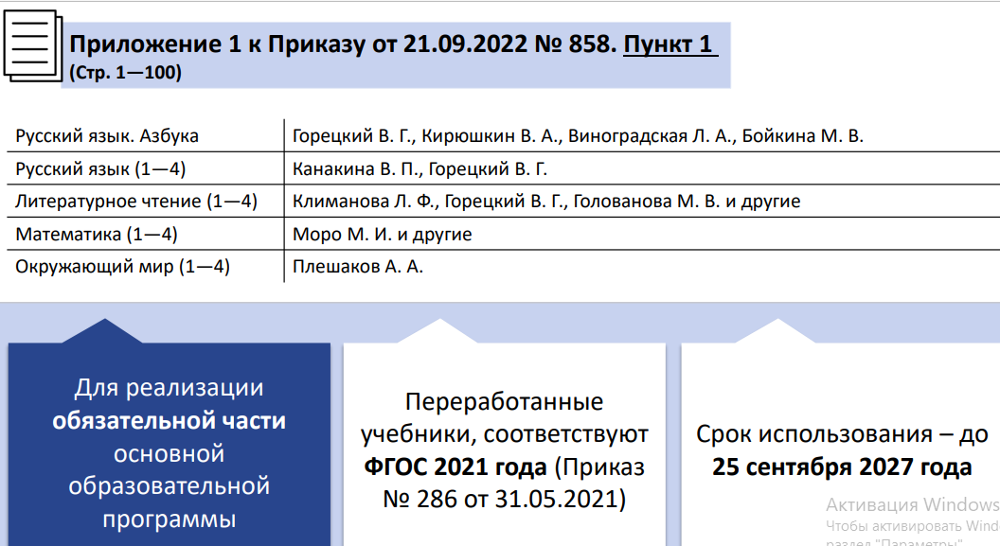 Приложение 1 к Приказу от 21.09.2022 № 858. Пункт 1
(Стр. 1—100)
Русский язык. Азбука
Горецкий В. Г., Кирюшкин В. А., Виноградская Л. А., Бойкина М. В.
Русский язык (1—4)
Канакина В. П., Горецкий В. Г.
Литературное чтение (1—4)
Климанова Л. Ф., Горецкий В. Г., Голованова М. В. и другие
Математика (1—4)
Моро М. И. и другие
Окружающий мир (1—4)
Плешаков А. А.
Для реализации
обязательной части
основной
образовательной
программы
Переработанные
учебники, соответствуют
ФГОС 2021 года (Приказ
№ 286 от 31.05.2021)
Срок использования – до
25 сентября 2027 года
Активация Windows
Чтобы активировать Wind
раздел "Параметры"